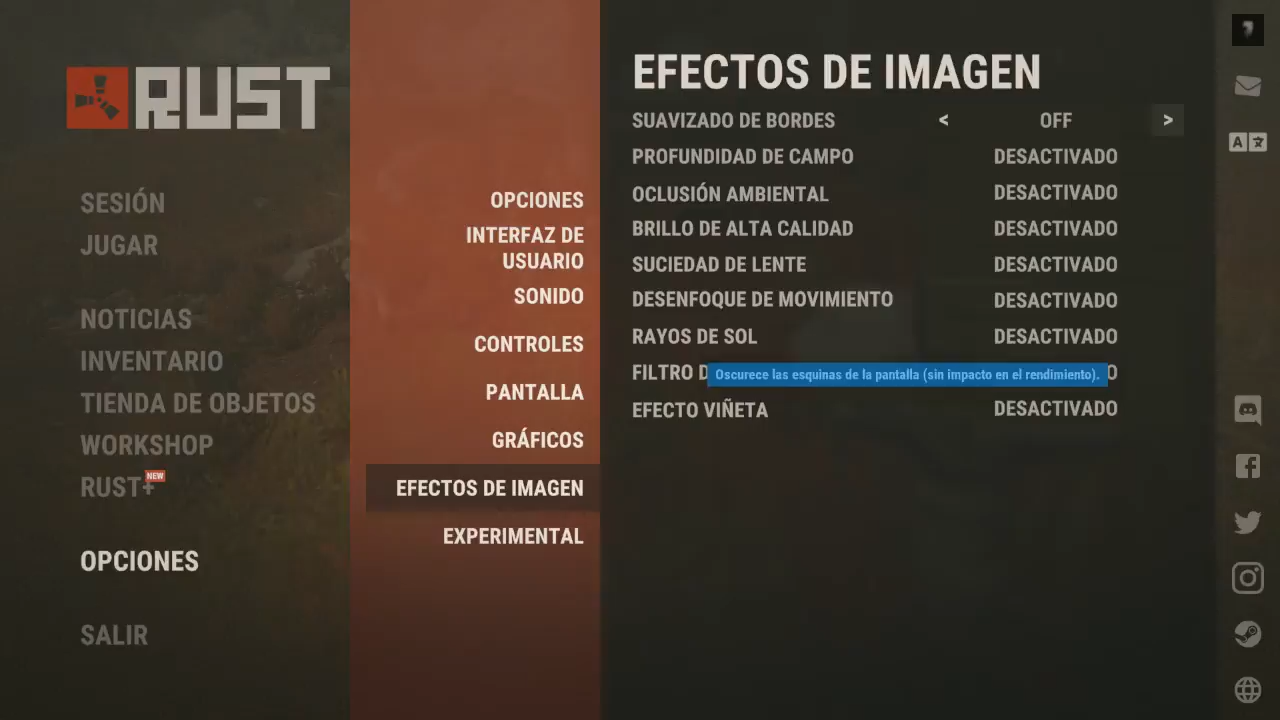 RUST
SESIÓN
JUGAR
NOTICIAS
INVENTARIO
TIENDA DE OBJETOS
WORKSHOP
RUST+ NEW
OPCIONES
SALIR
OPCIONES
INTERFAZ DE
USUARIO
SONIDO
CONTROLES
PANTALLA
GRÁFICOS
EFECTOS DE IMAGEN
EXPERIMENTAL
EFECTOS DE IMAGEN
SUAVIZADO DE BORDES < OFF >
PROFUNDIDAD DE CAMPO DESACTIVADO
OCLUSIÓN AMBIENTAL DESACTIVADO
BRILLO DE ALTA CALIDAD DESACTIVADO
SUCIEDAD DE LENTE DESACTIVADO
DESENFOQUE DE MOVIMIENTO DESACTIVADO
RAYOS DE SOL DESACTIVADO
FILTRO
Oscurece las esquinas de la pantalla (sin impacto en el rendimiento).
EFECTO VIÑETA DESACTIVADO